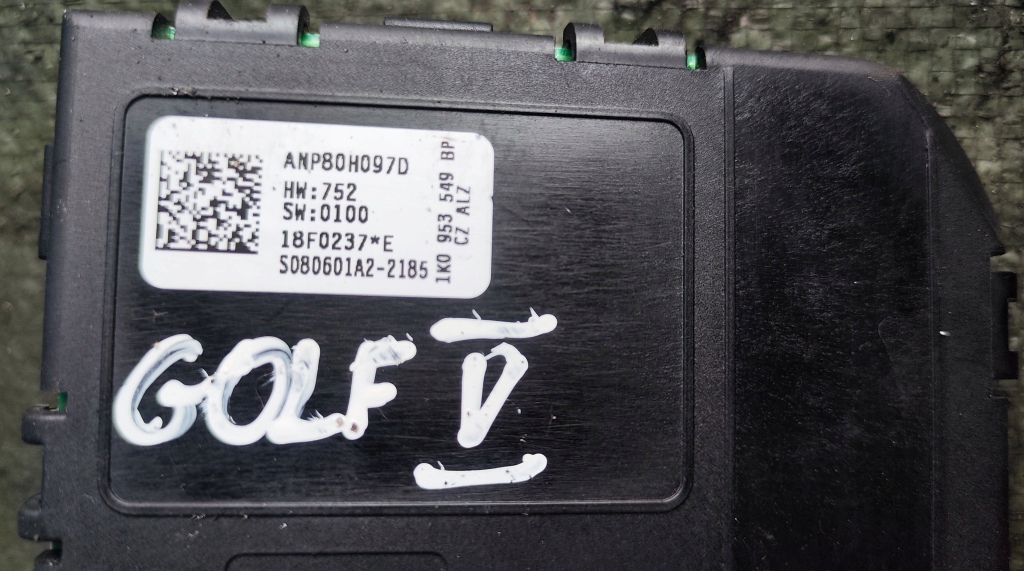 ANP80H097D
HW:752
SW:0100
18F0237*E
S080601A2-2185
1K0 953 549 BP
CZ ALZ
GOLF V